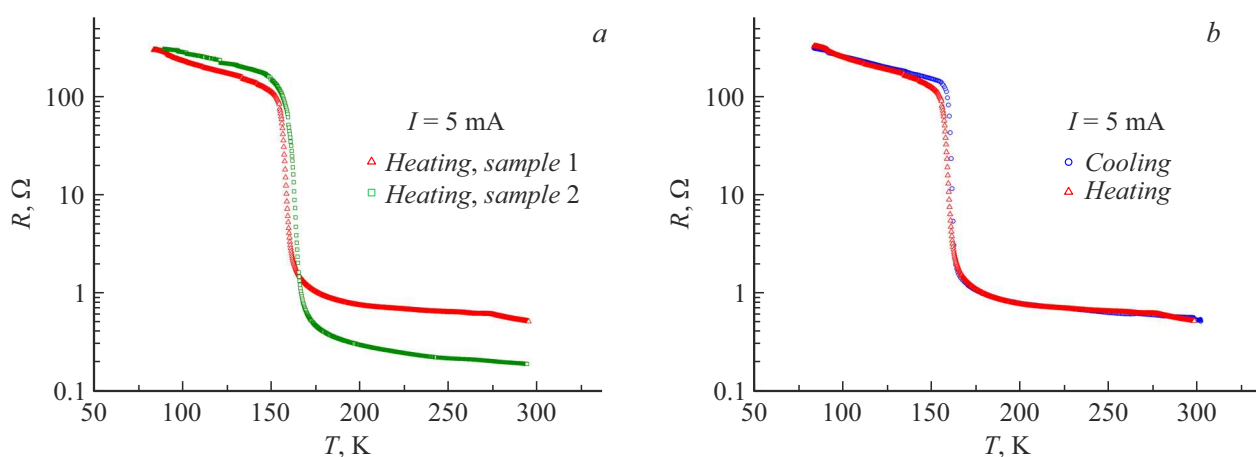 a
100
10
1
0.1
R, Ω
I = 5 mA
Heating, sample 1
Heating, sample 2
50 100 150 200 250 300
T, K
b
100
10
1
0.1
R, Ω
I = 5 mA
Cooling
Heating
50 100 150 200 250 300
T, K